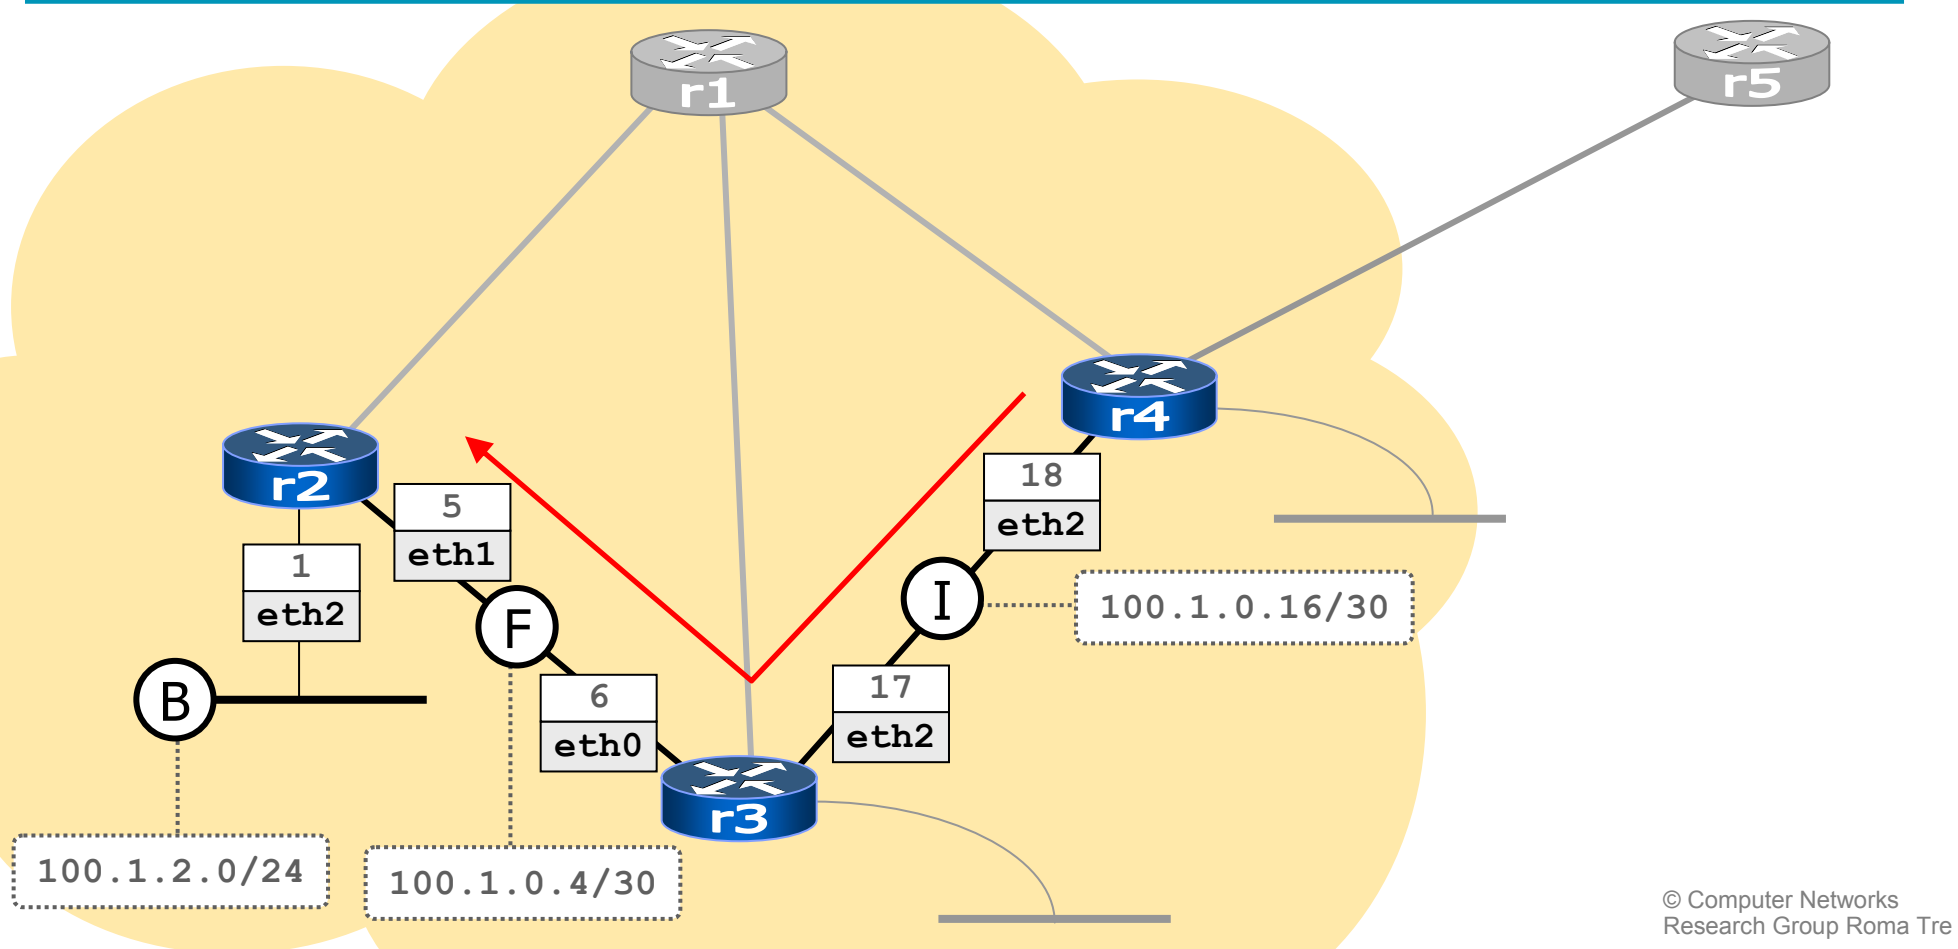 r1
r5
r4
18
eth2
r2
5
eth1
1
eth2
I
100.1.0.16/30
F
B
6
eth0
17
eth2
r3
100.1.2.0/24
100.1.0.4/30
© Computer Networks
Research Group Roma Tre